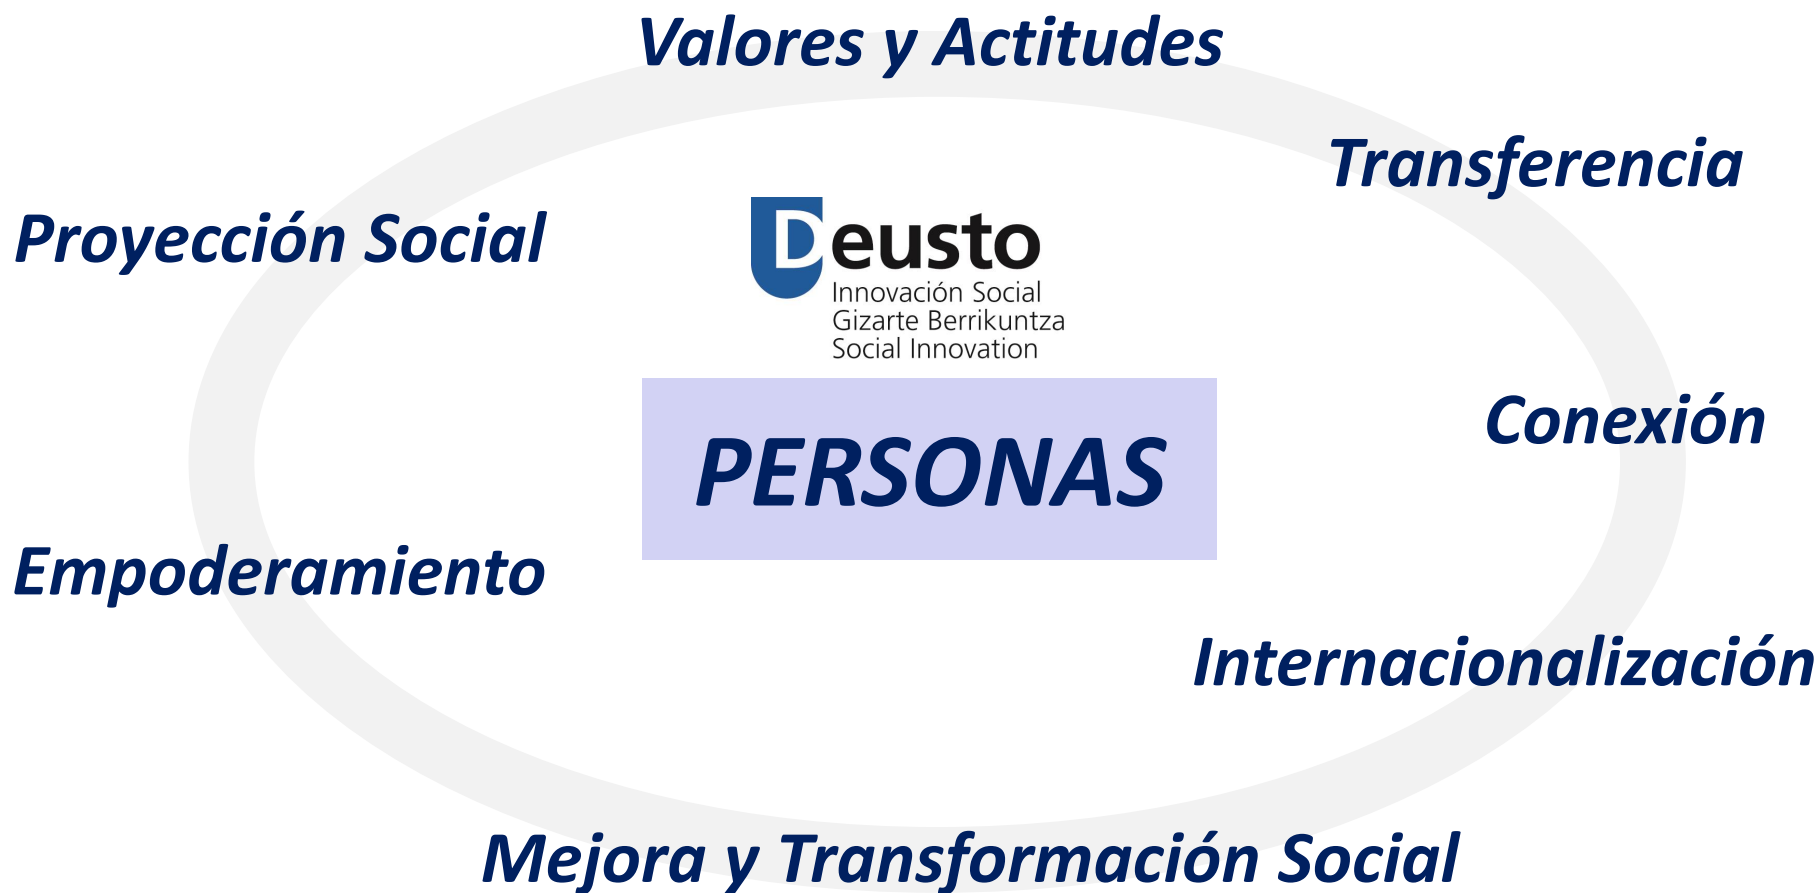 Valores y Actitudes
Transferencia
Proyección Social
Deusto
Innovación Social
Gizarte Berrikuntza
Social Innovation
Conexión
PERSONAS
Empoderamiento
Internacionalización
Mejora y Transformación Social